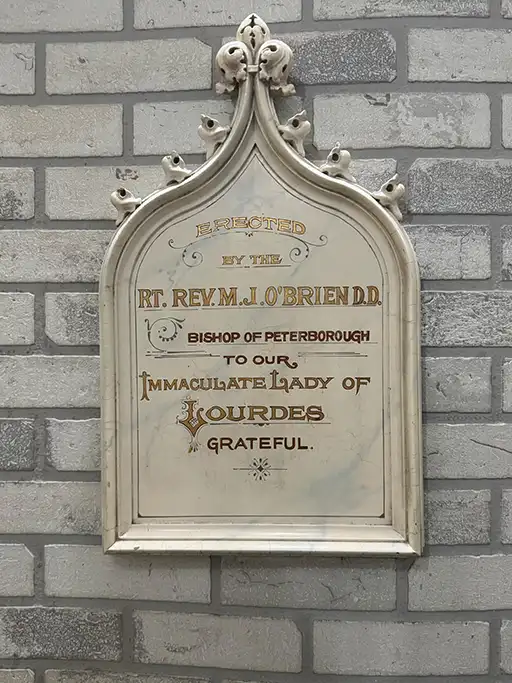 ERECTED
BY THE
RT. REV. M. J. O'BRIEN D.D.
BISHOP OF PETERBOROUGH
TO OUR
IMMACULATE LADY OF
LOURDES
GRATEFUL.